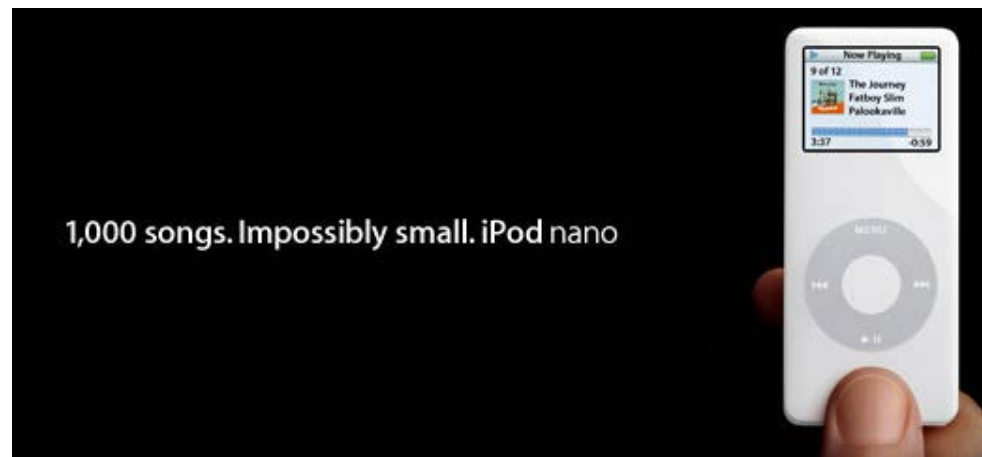 1,000 songs. Impossibly small. iPod nano
Now Playing
9 of 12
The Journey
Fatboy Slim
Palookaville
3:37 -0:59
MENU